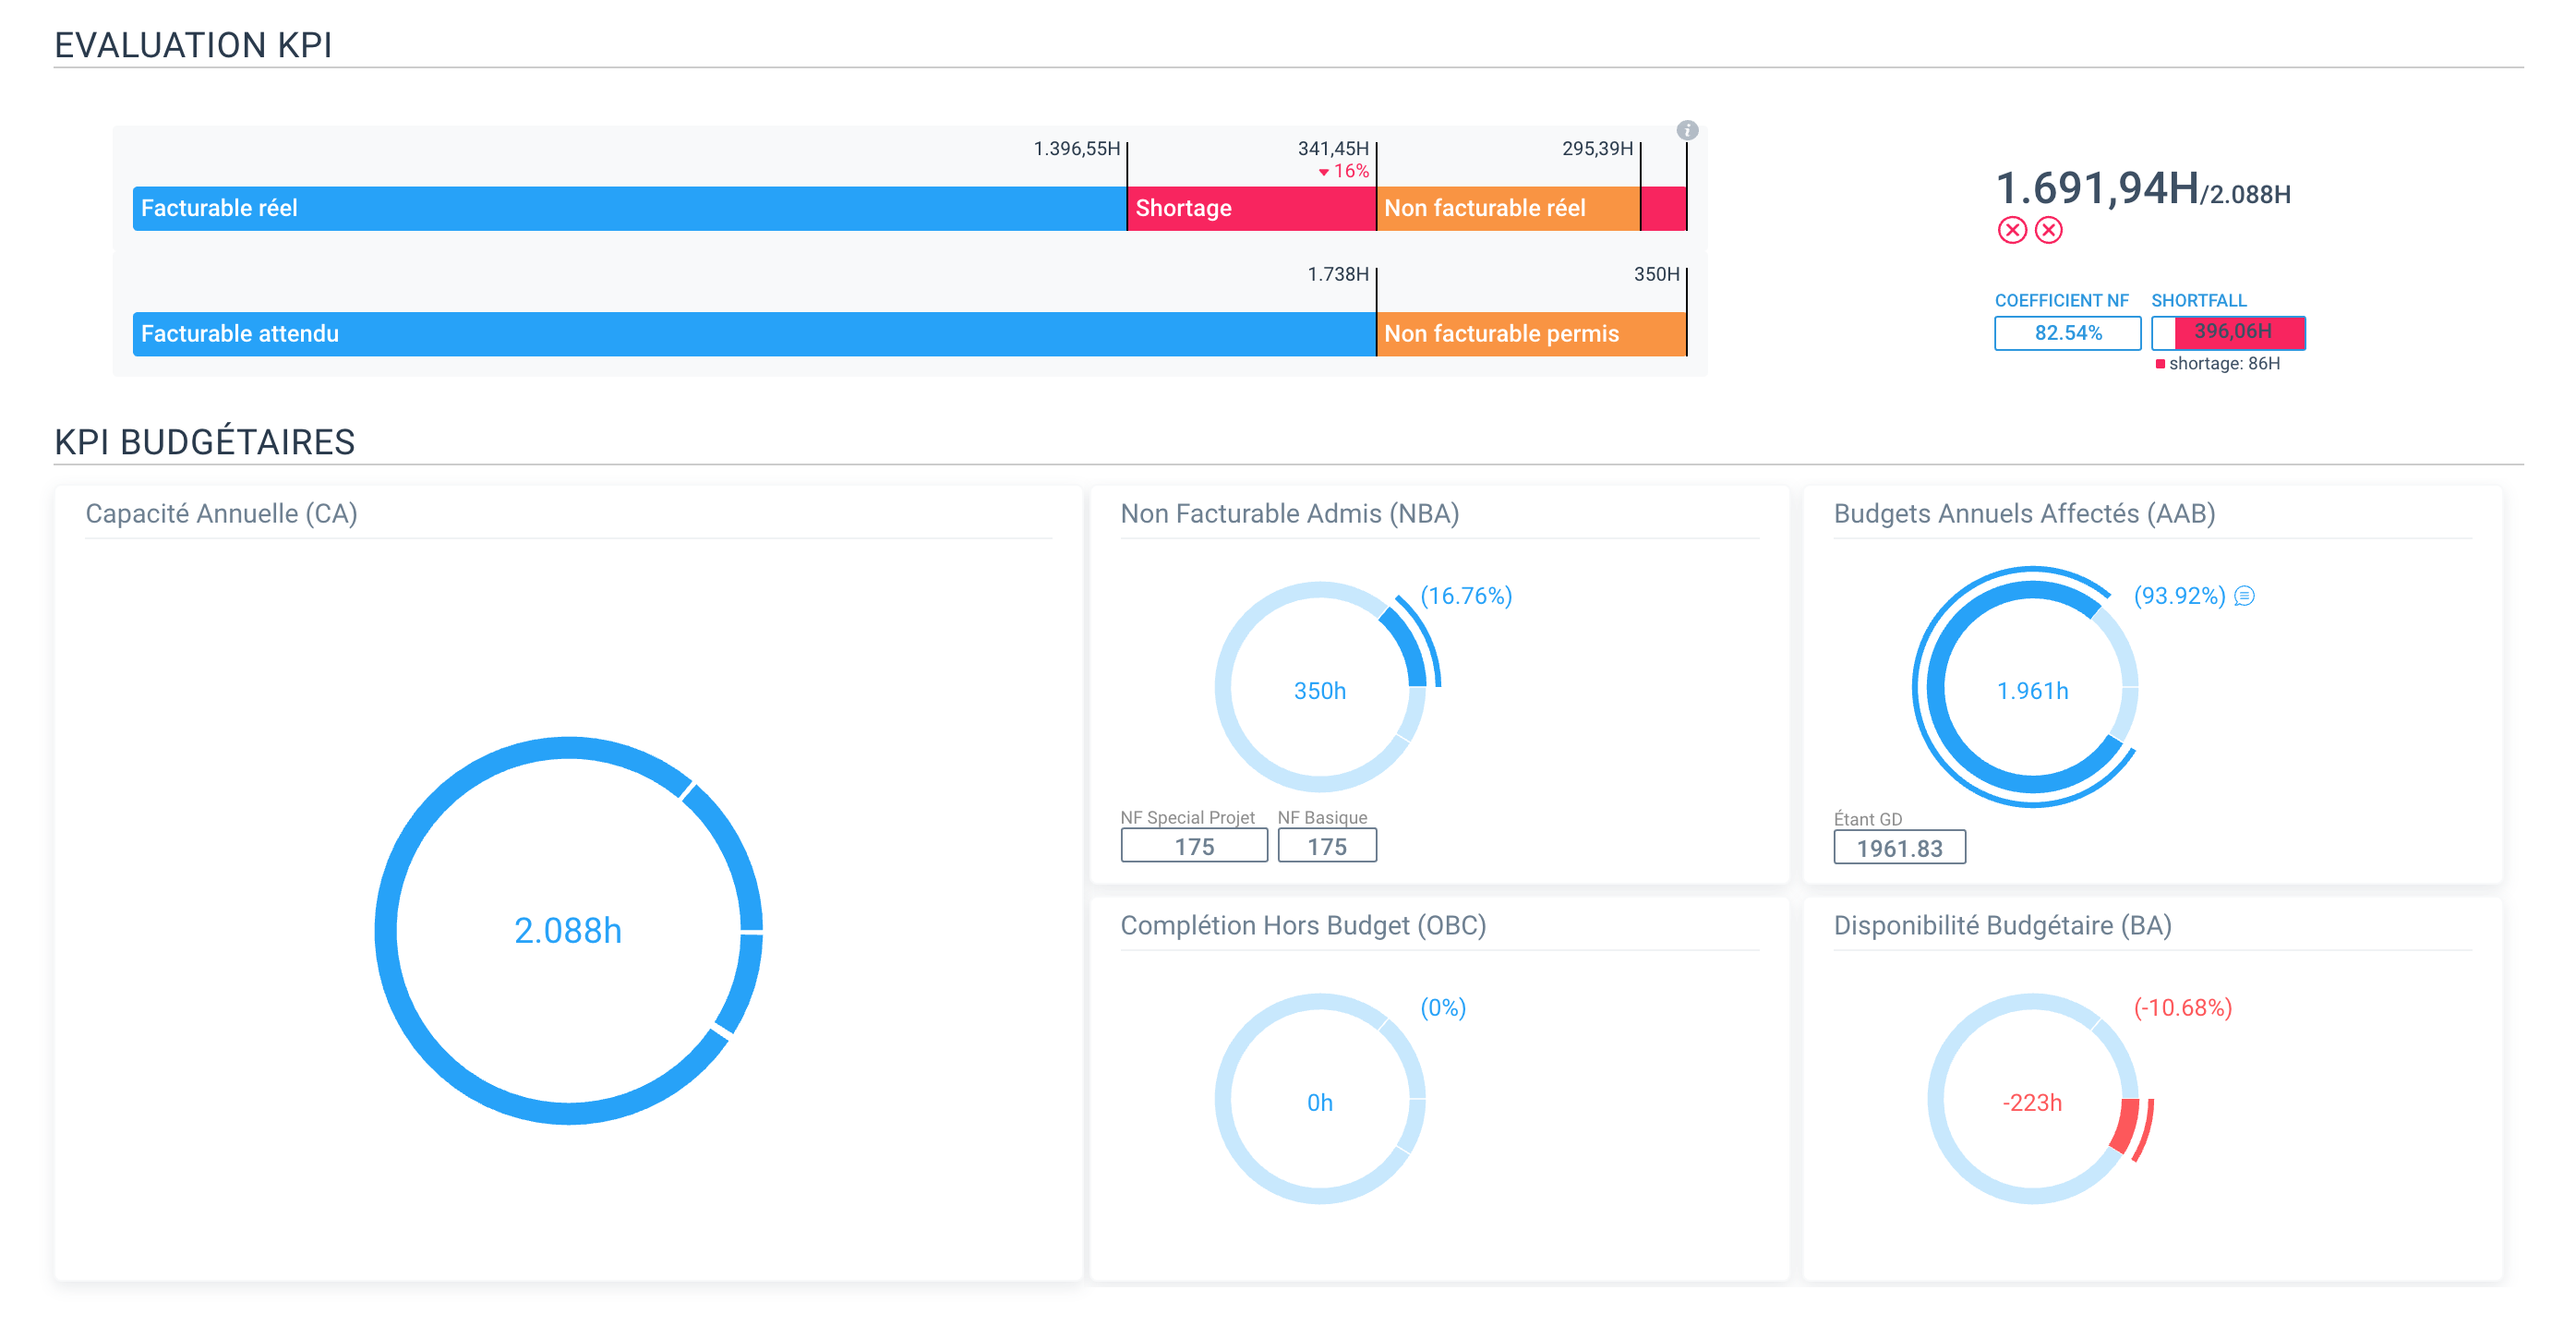 EVALUATION KPI
1.396,55H
341,45H
16%
295,39H
Facturable réel
Shortage
Non facturable réel
1.738H
350H
Facturable attendu
Non facturable permis
1.691,94H/2.088H
COEFFICIENT NF
SHORTFALL
82.54%
396,06H
shortage: 86H
KPI BUDGÉTAIRES
Capacité Annuelle (CA)
2.088h
Non Facturable Admis (NBA)
(16.76%)
350h
NF Special Projet
NF Basique
175
175
Budgets Annuels Affectés (AAB)
(93.92%)
1.961h
Étant GD
1961.83
Complétion Hors Budget (OBC)
(0%)
0h
Disponibilité Budgétaire (BA)
(-10.68%)
-223h